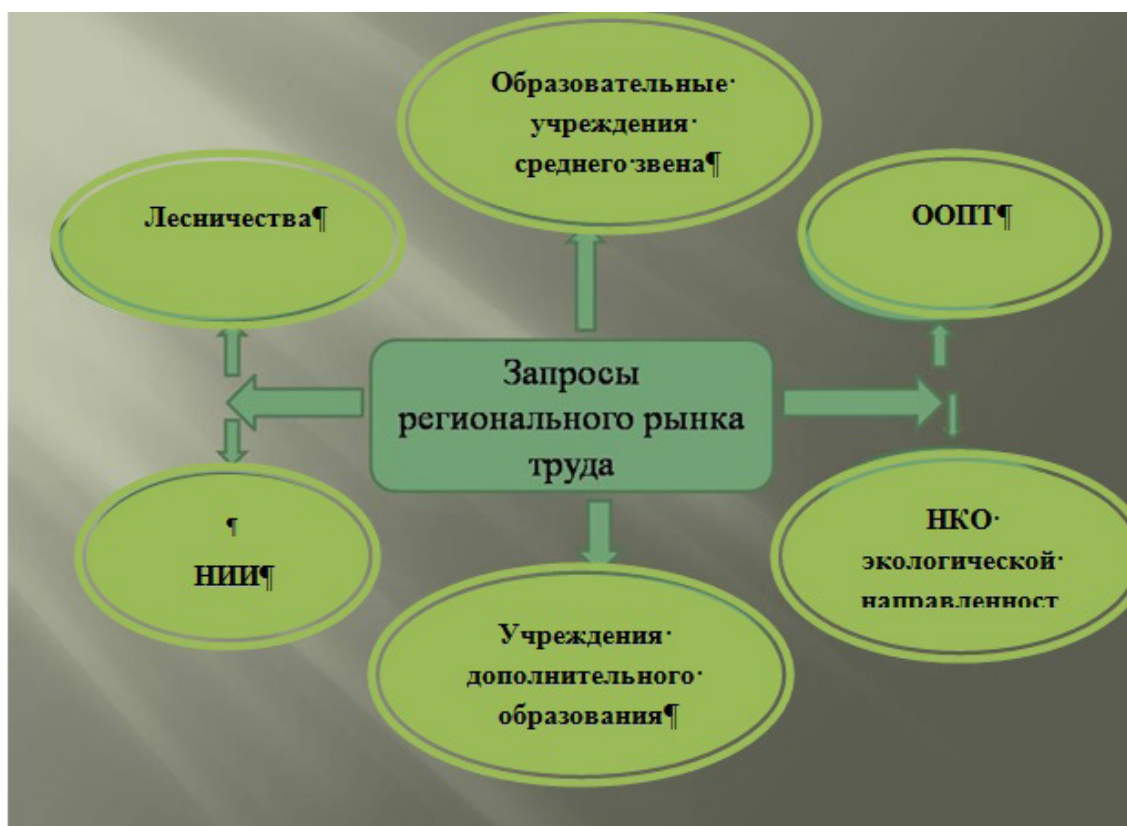 Образовательные·
учреждения·
среднего·звена¶
Лесничества¶
ООПТ¶
Запросы
регионального рынка
труда
¶
НИИ¶
НКО·
экологической·
направленност
Учреждения·
дополнительного·
образования¶